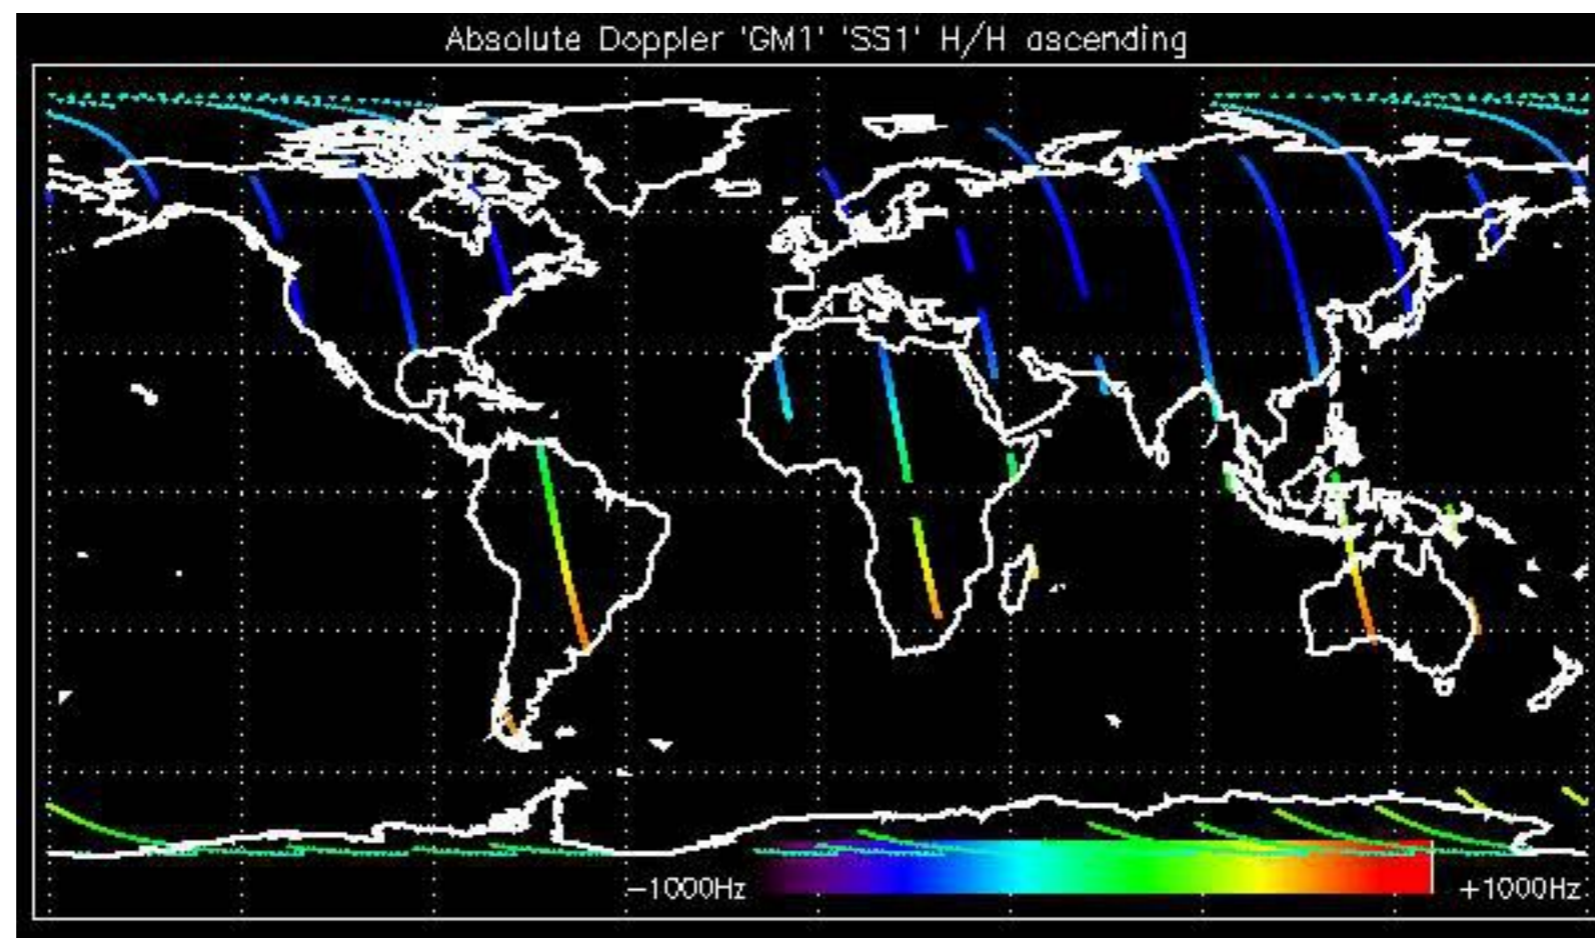 Absolute Doppler 'GM1' 'SS1' H/H ascending
−1000Hz
+1000Hz